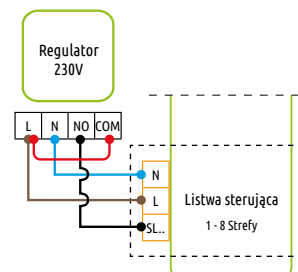 Regulator
230V
L N NO COM
N
L
SL..
Listwa sterująca
1 - 8 Strefy